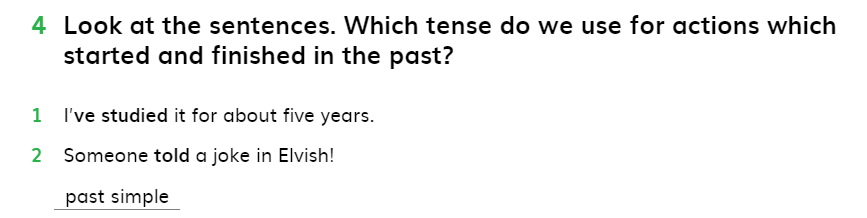 4 Look at the sentences. Which tense do we use for actions which
started and finished in the past?
1 I've studied it for about five years.
2 Someone told a joke in Elvish!
past simple